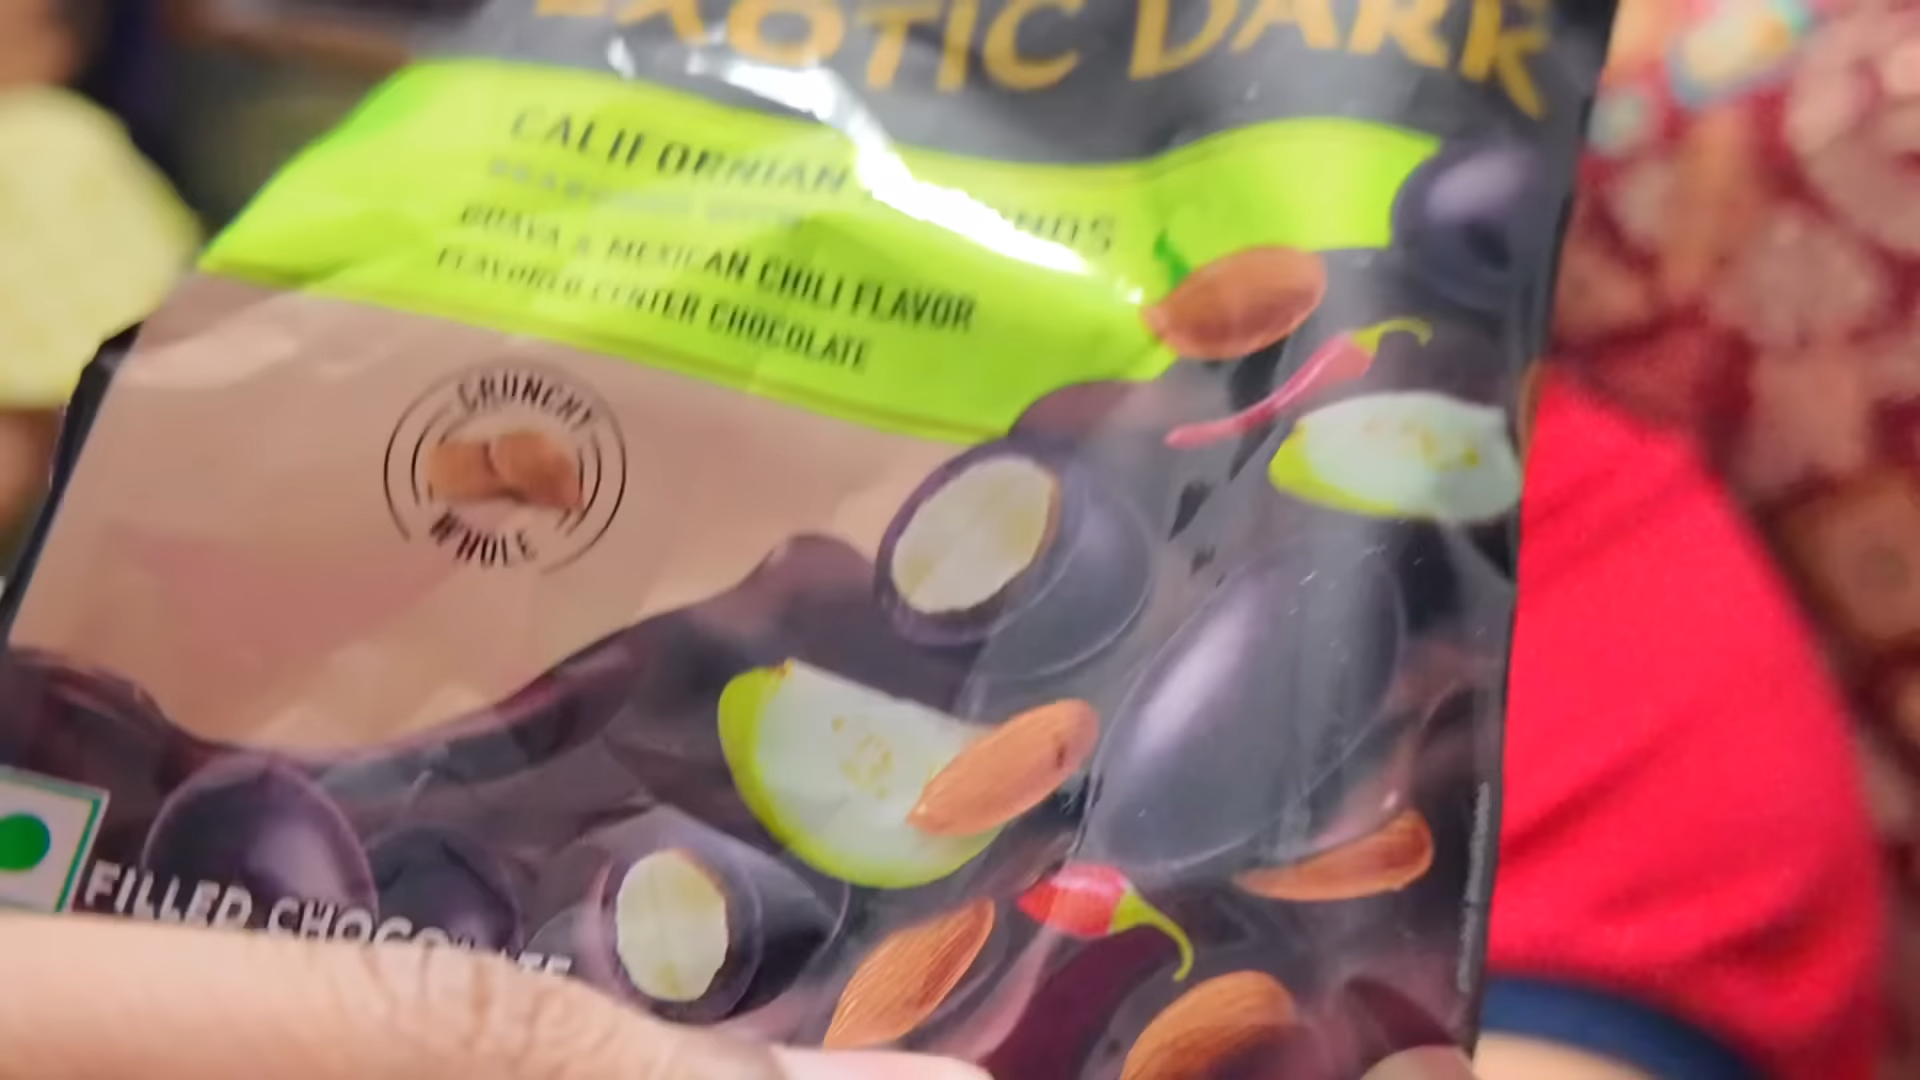 EXOTIC DARK
CALIFORNIAN
GUAVA & MEXICAN CHILI FLAVOR
FLAVORED CENTER CHOCOLATE
CRUNCHY
WHOLE
FILLED CHOCOLATE